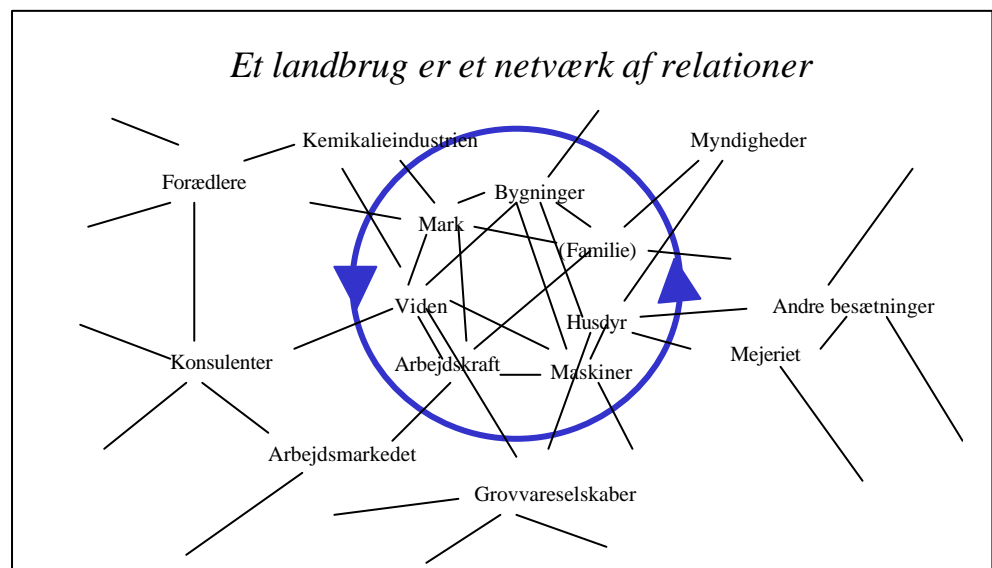 Et landbrug er et netværk af relationer
Kemikalieindustrien
Myndigheder
Forædlere
Bygninger
Mark
(Familie)
Viden
Husdyr
Andre besætninger
Konsulenter
Arbejdskraft
Maskiner
Mejeriet
Arbejdsmarkedet
Grovvareselskaber